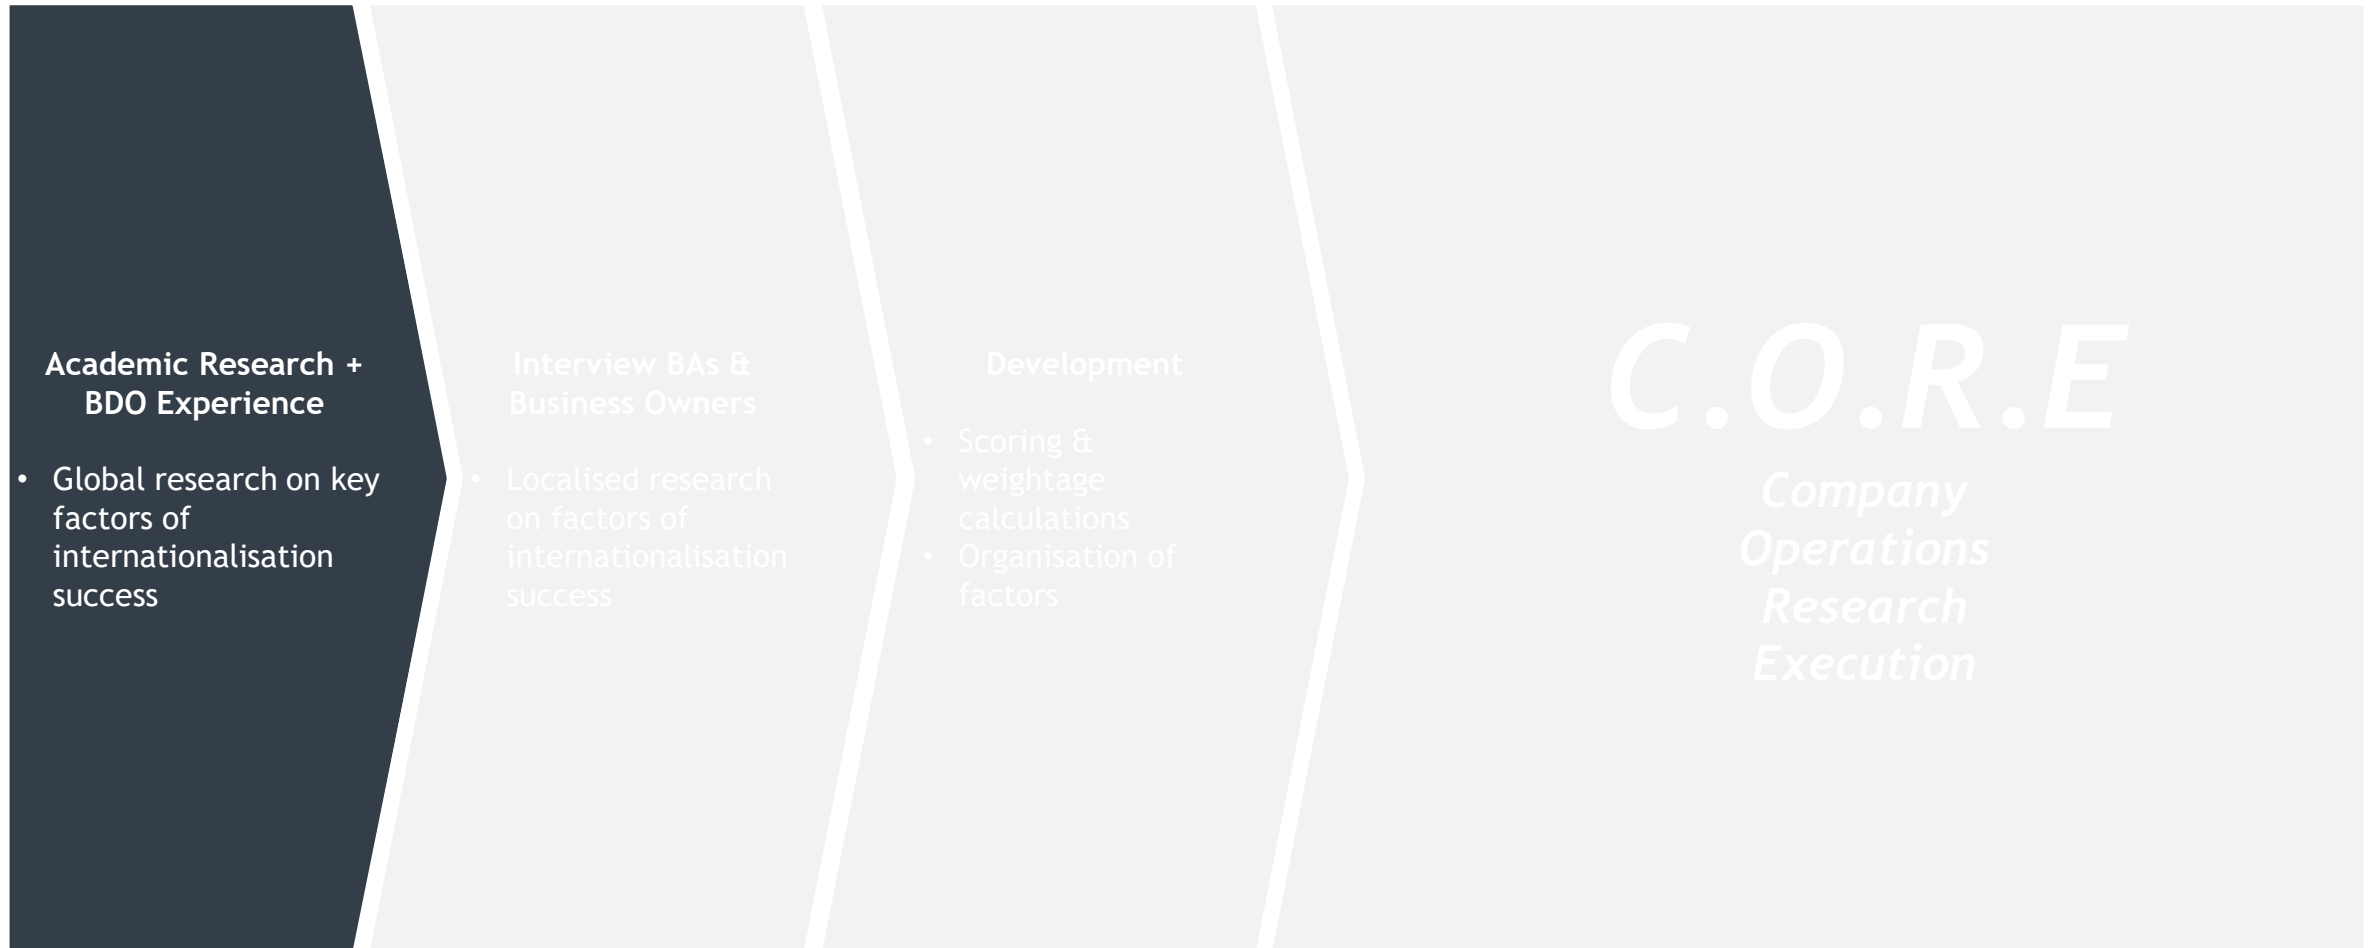 Academic Research +
BDO Experience
• Global research on key
factors of
internationalisation
success
Interview BAs &
Business Owners
• Localised research
on factors of
internationalisation
success
Development
• Scoring &
weightage
calculations
• Organisation of
factors
C.O.R.E
Company
Operations
Research
Execution